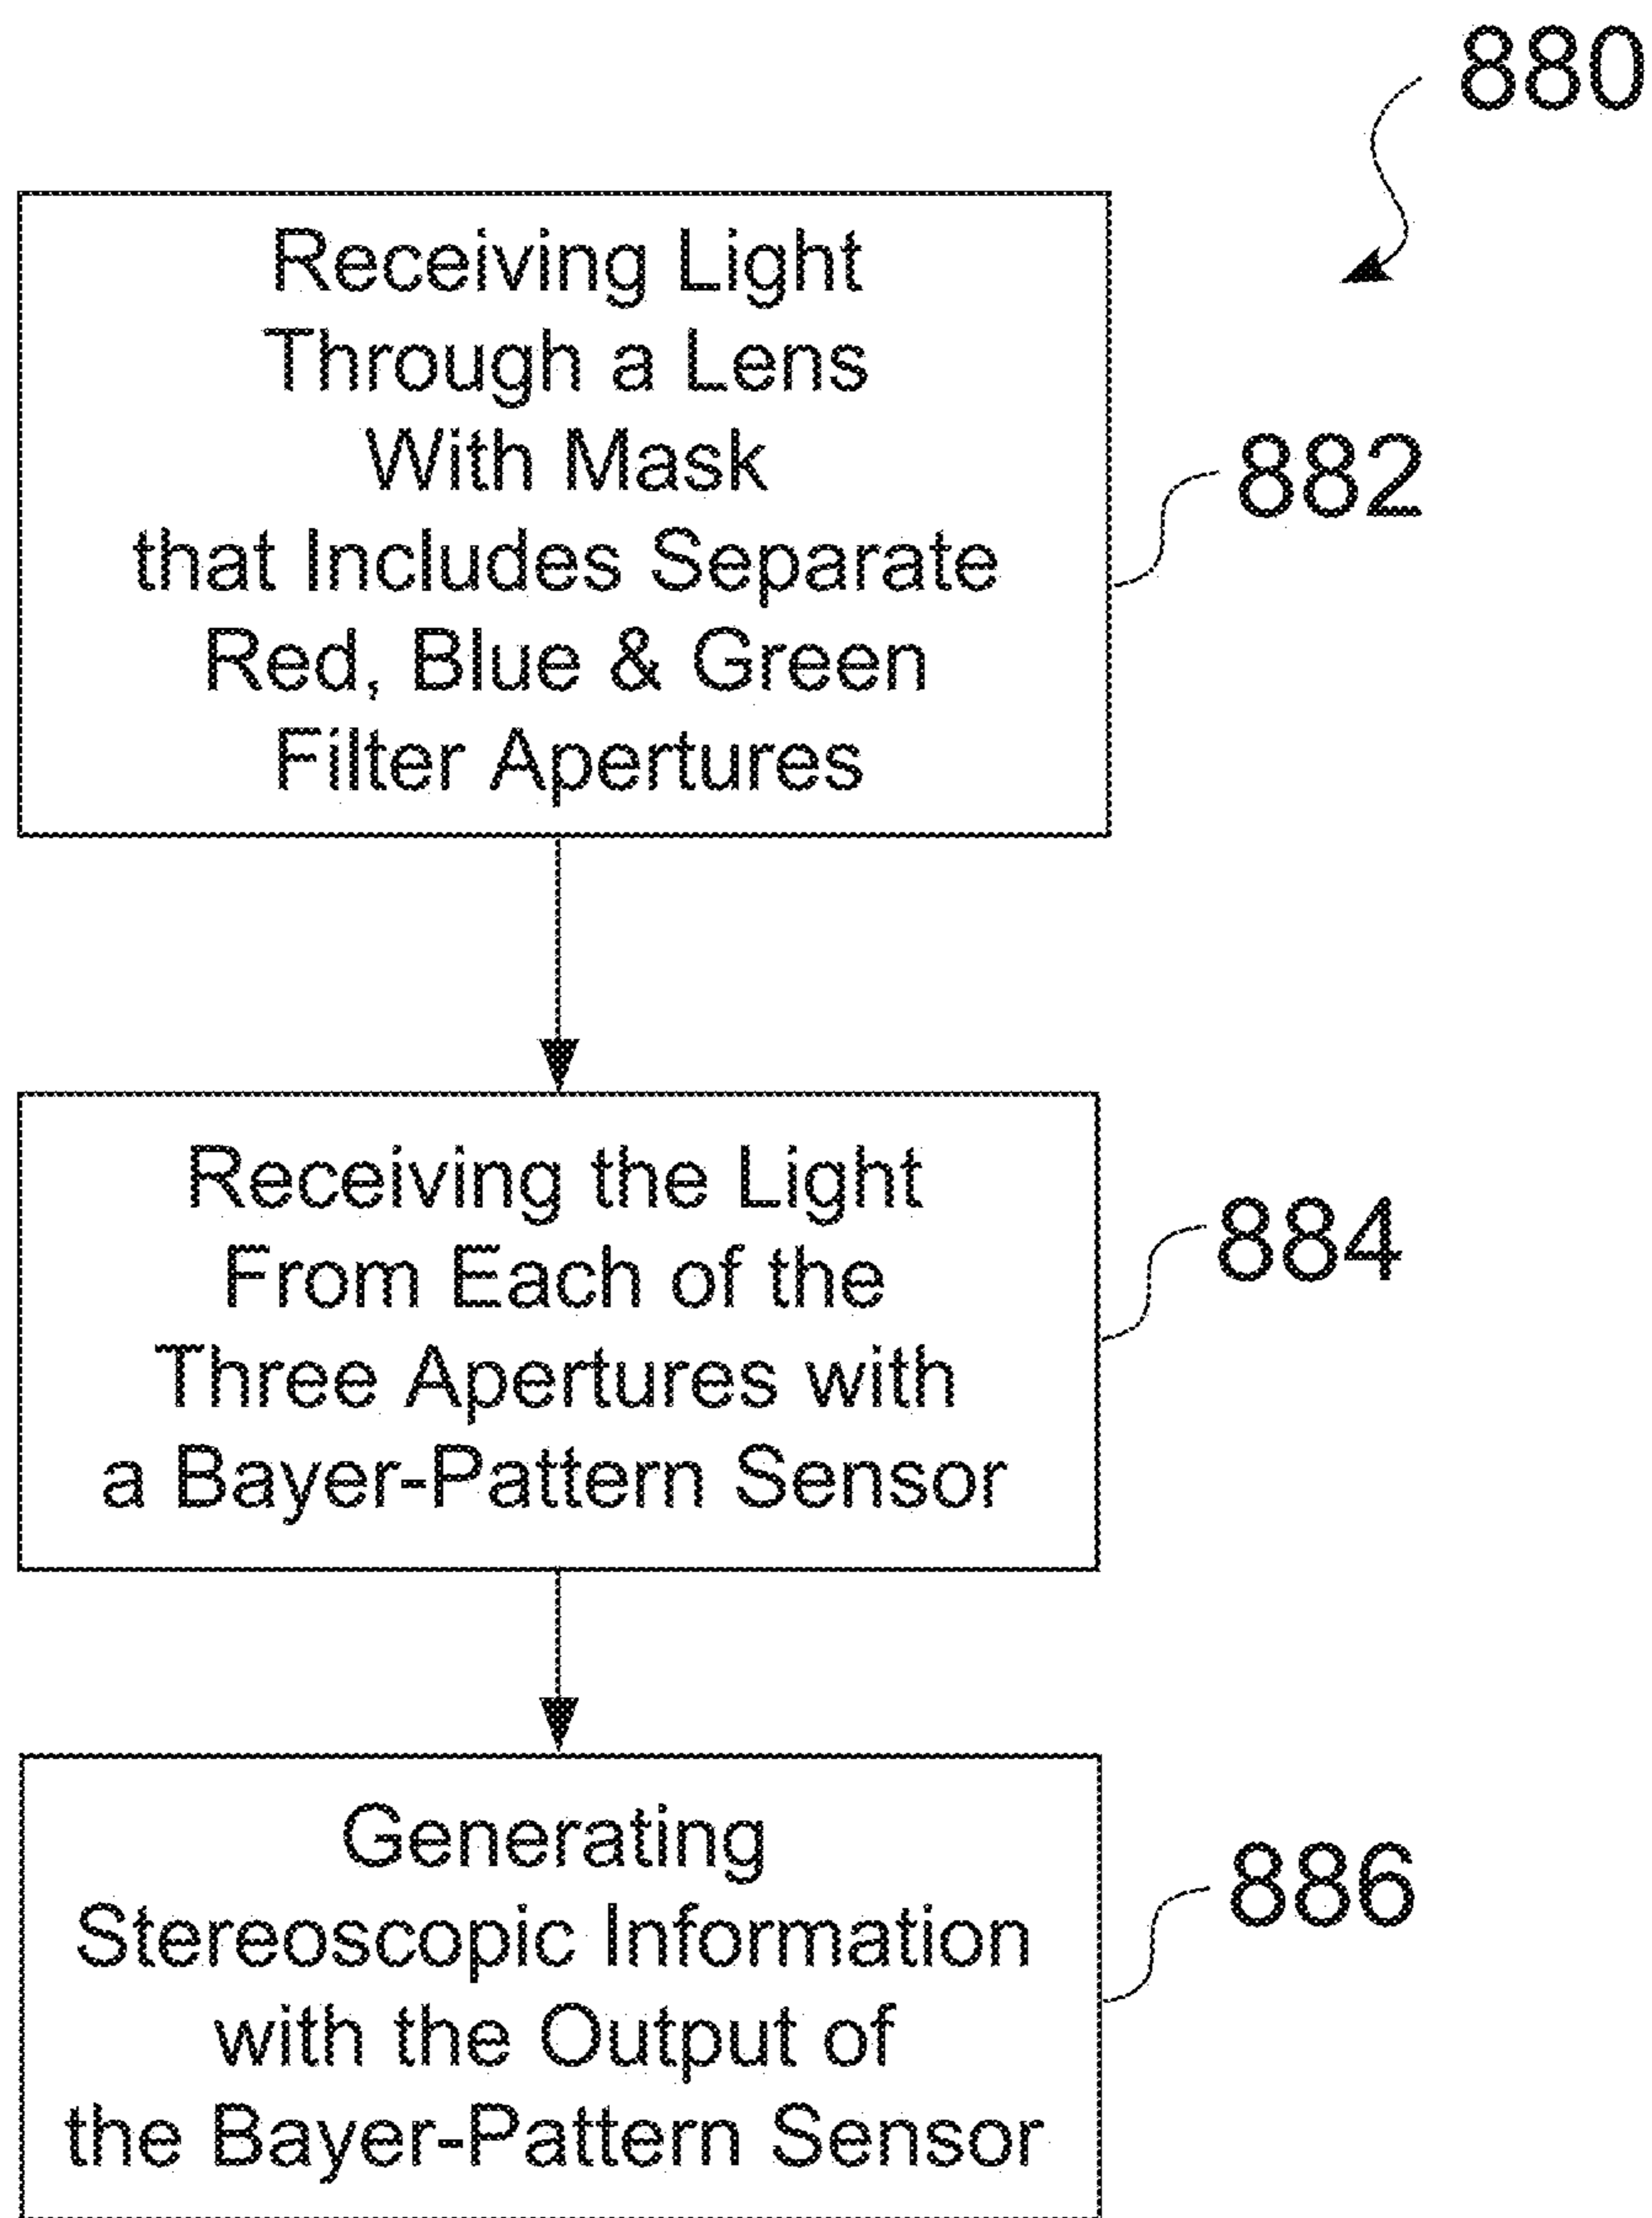 880
Receiving Light
Through a Lens
With Mask
that Includes Separate
Red, Blue & Green
Filter Apertures
882
Receiving the Light
From Each of the
Three Apertures with
a Bayer-Pattern Sensor
884
Generating
Stereoscopic Information
with the Output of
the Bayer-Pattern Sensor
886